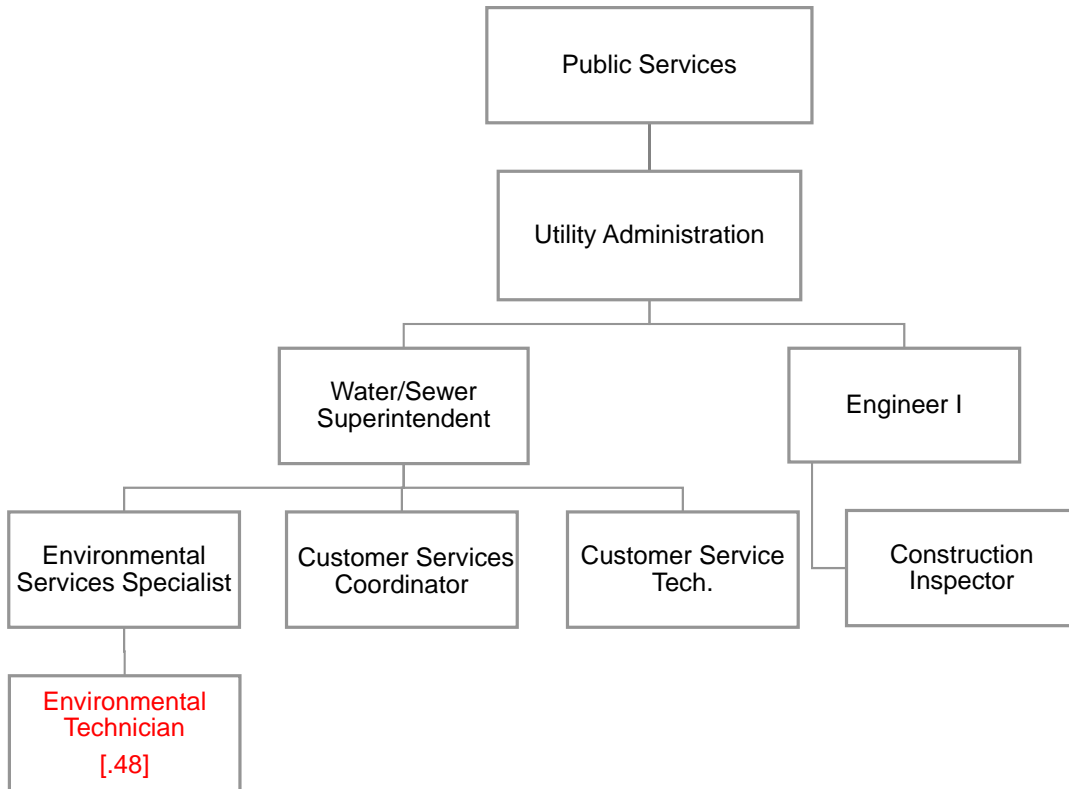 Public Services
Utility Administration
Water/Sewer
Superintendent
Engineer I
Environmental
Services Specialist
Customer Services
Coordinator
Customer Service
Tech.
Construction
Inspector
Environmental
Technician
[.48]